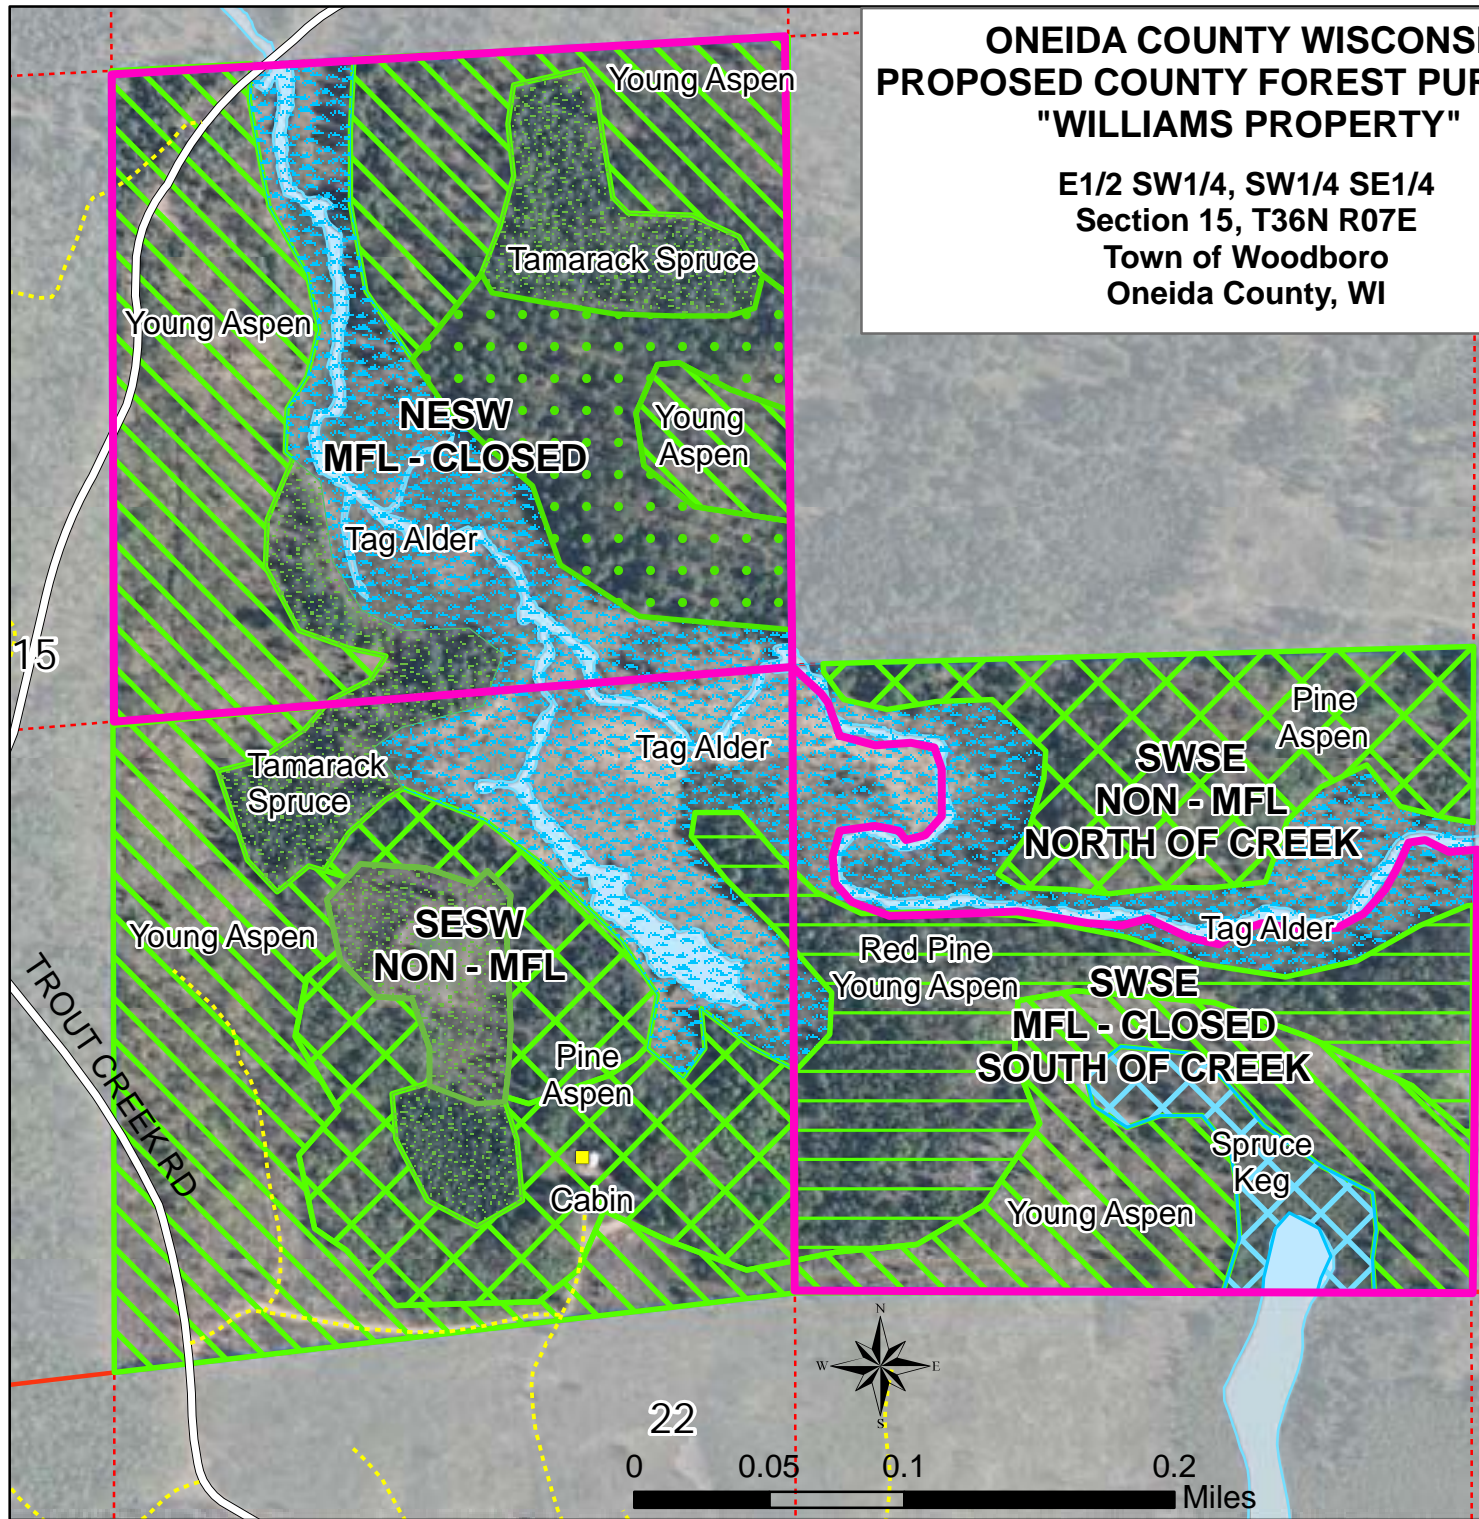 ONEIDA COUNTY WISCONSI
PROPOSED COUNTY FOREST PUR
"WILLIAMS PROPERTY"
E1/2 SW1/4, SW1/4 SE1/4
Section 15, T36N R07E
Town of Woodboro
Oneida County, WI
Young Aspen
Tamarack Spruce
Young Aspen
NESW
MFL - CLOSED
Young
Aspen
Tag Alder
15
Tamarack
Spruce
Tag Alder
Pine
Aspen
SWSE
NON - MFL
NORTH OF CREEK
Young Aspen
SESW
NON - MFL
Red Pine
Young Aspen
Tag Alder
SWSE
MFL - CLOSED
SOUTH OF CREEK
TROUT CREEK RD
Pine
Aspen
Cabin
Spruce
Keg
Young Aspen
N
W
E
S
22
0 0.05 0.1 0.2
Miles